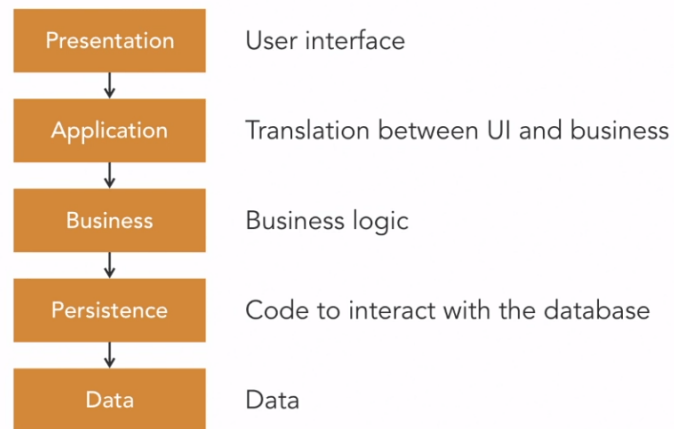 Presentation User interface
Application Translation between UI and business
Business Business logic
Persistence Code to interact with the database
Data Data